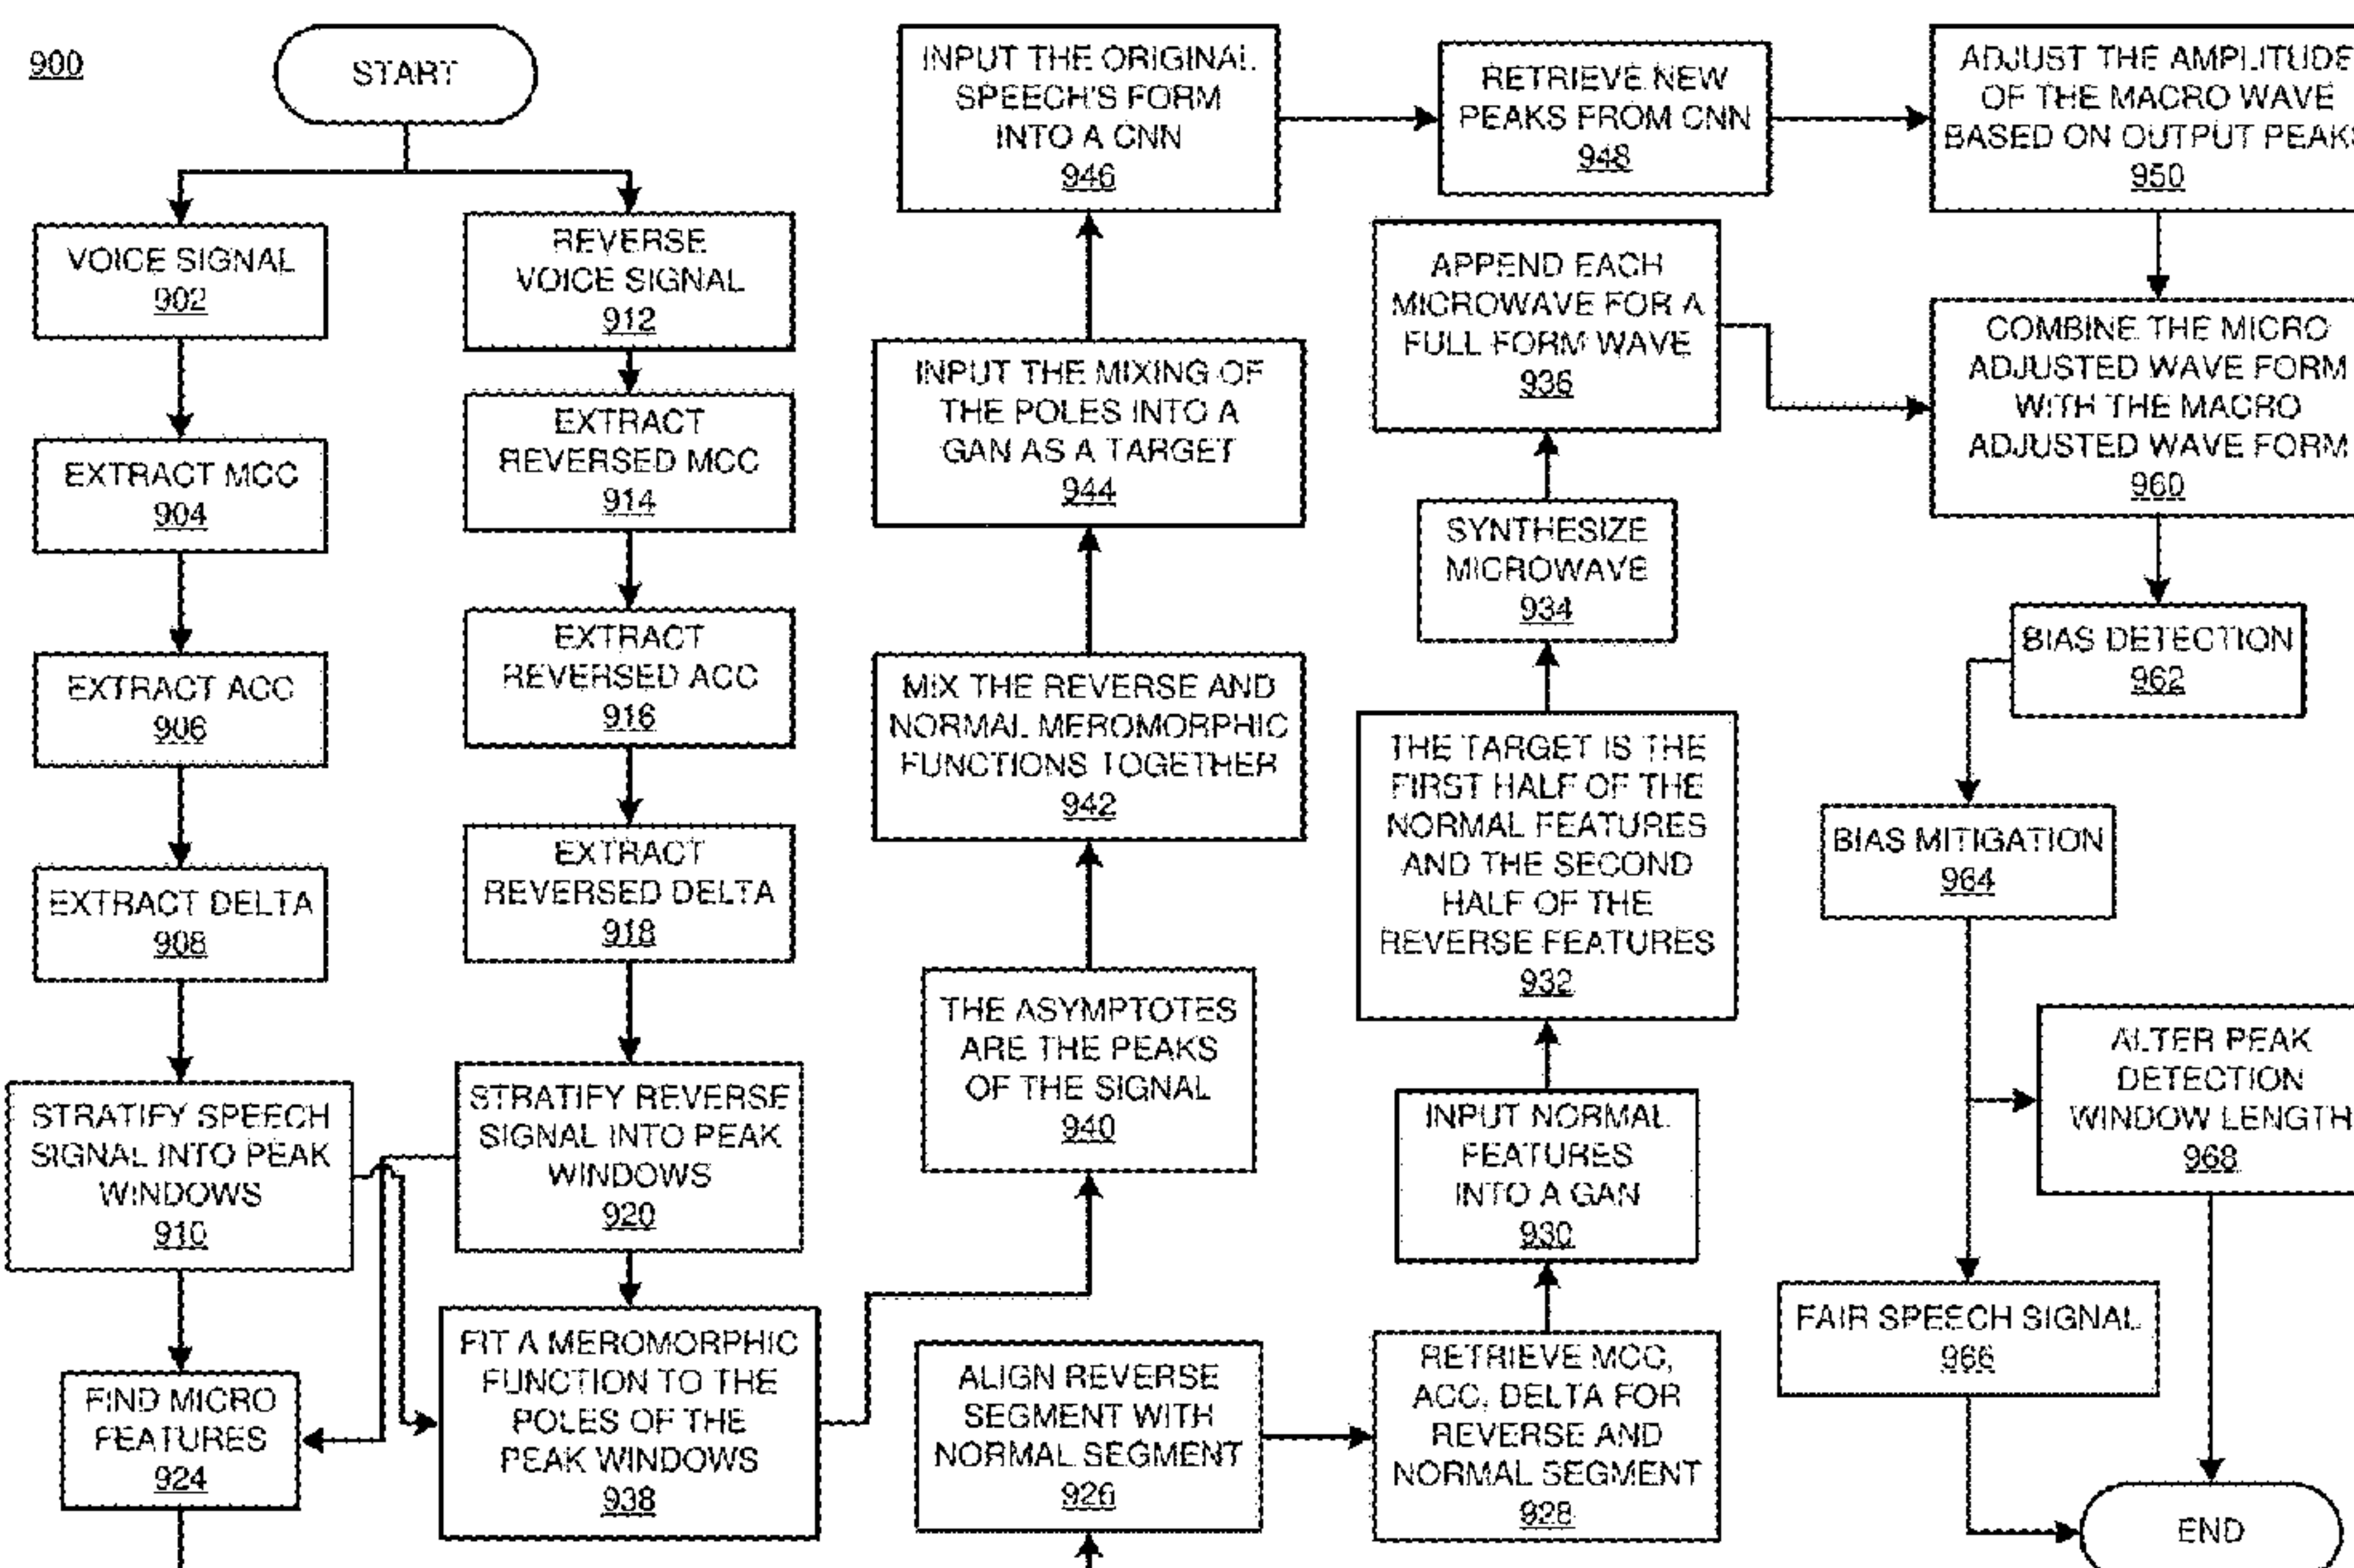 900
START
VOICE SIGNAL
902
EXTRACT MCC
904
EXTRACT ACC
906
EXTRACT DELTA
908
STRATIFY SPEECH
SIGNAL INTO PEAK
WINDOWS
910
FIND MICRO
FEATURES
924
REVERSE
VOICE SIGNAL
912
EXTRACT
REVERSED MCC
914
EXTRACT
REVERSED ACC
916
EXTRACT
REVERSED DELTA
918
STRATIFY REVERSE
SIGNAL INTO PEAK
WINDOWS
920
FIT A MEROMORPHIC
FUNCTION TO THE
POLES OF THE
PEAK WINDOWS
938
INPUT THE ORIGINAL
SPEECH'S FORM
INTO A CNN
946
INPUT THE MIXING OF
THE POLES INTO A
GAN AS A TARGET
944
MIX THE REVERSE AND
NORMAL MEROMORPHIC
FUNCTIONS TOGETHER
942
THE ASYMPTOTES
ARE THE PEAKS
OF THE SIGNAL
940
ALIGN REVERSE
SEGMENT WITH
NORMAL SEGMENT
926
RETRIEVE NEW
PEAKS FROM CNN
948
APPEND EACH
MICROWAVE FOR A
FULL FORM WAVE
936
SYNTHESIZE
MICROWAVE
934
THE TARGET IS THE
FIRST HALF OF THE
NORMAL FEATURES
AND THE SECOND
HALF OF THE
REVERSE FEATURES
932
INPUT NORMAL
FEATURES
INTO A GAN
930
RETRIEVE MCC,
ACC, DELTA FOR
REVERSE AND
NORMAL SEGMENT
928
ADJUST THE AMPLITUDE
OF THE MACRO WAVE
BASED ON OUTPUT PEAKS
950
COMBINE THE MICRO
ADJUSTED WAVE FORM
WITH THE MACRO
ADJUSTED WAVE FORM
960
BIAS DETECTION
962
BIAS MITIGATION
964
ALTER PEAK
DETECTION
WINDOW LENGTH
968
FAIR SPEECH SIGNAL
966
END